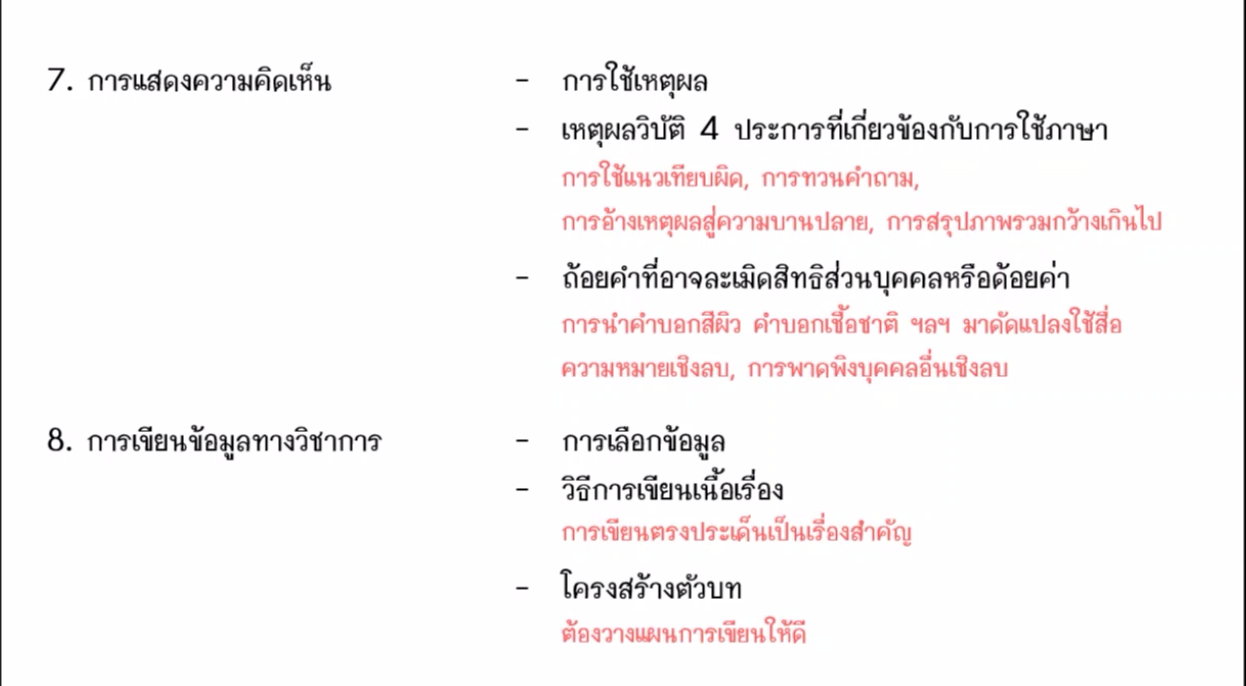 7. การแสดงความคิดเห็น - การใช้เหตุผล
- เหตุผลวิบัติ 4 ประการที่เกี่ยวข้องกับการใช้ภาษา
การใช้แนวเทียบผิด, การทวนคำถาม,
การอ้างเหตุผลสู่ความบานปลาย, การสรุปภาพรวมกว้างเกินไป
- ถ้อยคำที่อาจละเมิดสิทธิส่วนบุคคลหรือด้อยค่า
การนำคำบอกสีผิว คำบอกเชื้อชาติ ฯลฯ มาดัดแปลงใช้สื่อ
ความหมายเชิงลบ, การพาดพิงบุคคลอื่นเชิงลบ
8. การเขียนข้อมูลทางวิชาการ - การเลือกข้อมูล
- วิธีการเขียนเนื้อเรื่อง
การเขียนตรงประเด็นเป็นเรื่องสำคัญ
- โครงสร้างตัวบท
ต้องวางแผนการเขียนให้ดี